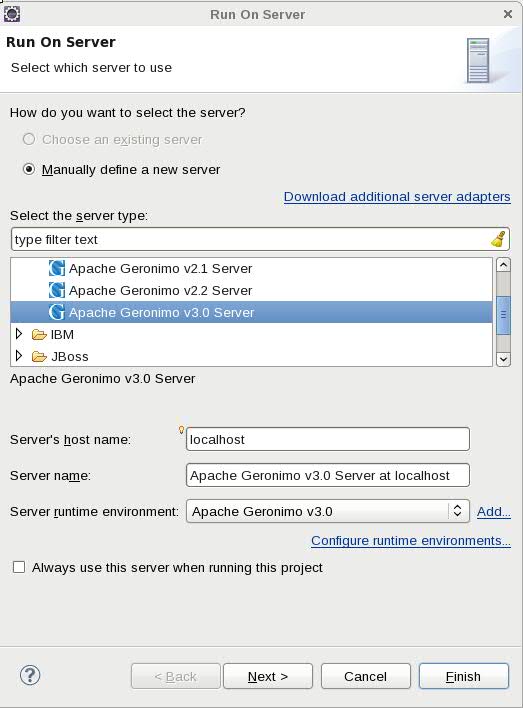 Run On Server
Run On Server
Select which server to use
How do you want to select the server?
Choose an existing server
Manually define a new server
Download additional server adapters
Select the server type:
type filter text
Apache Geronimo v2.1 Server
Apache Geronimo v2.2 Server
Apache Geronimo v3.0 Server
IBM
JBoss
Apache Geronimo v3.0 Server
Server's host name: localhost
Server name: Apache Geronimo v3.0 Server at localhost
Server runtime environment: Apache Geronimo v3.0 Add...
Configure runtime environments...
Always use this server when running this project
? < Back Next > Cancel Finish